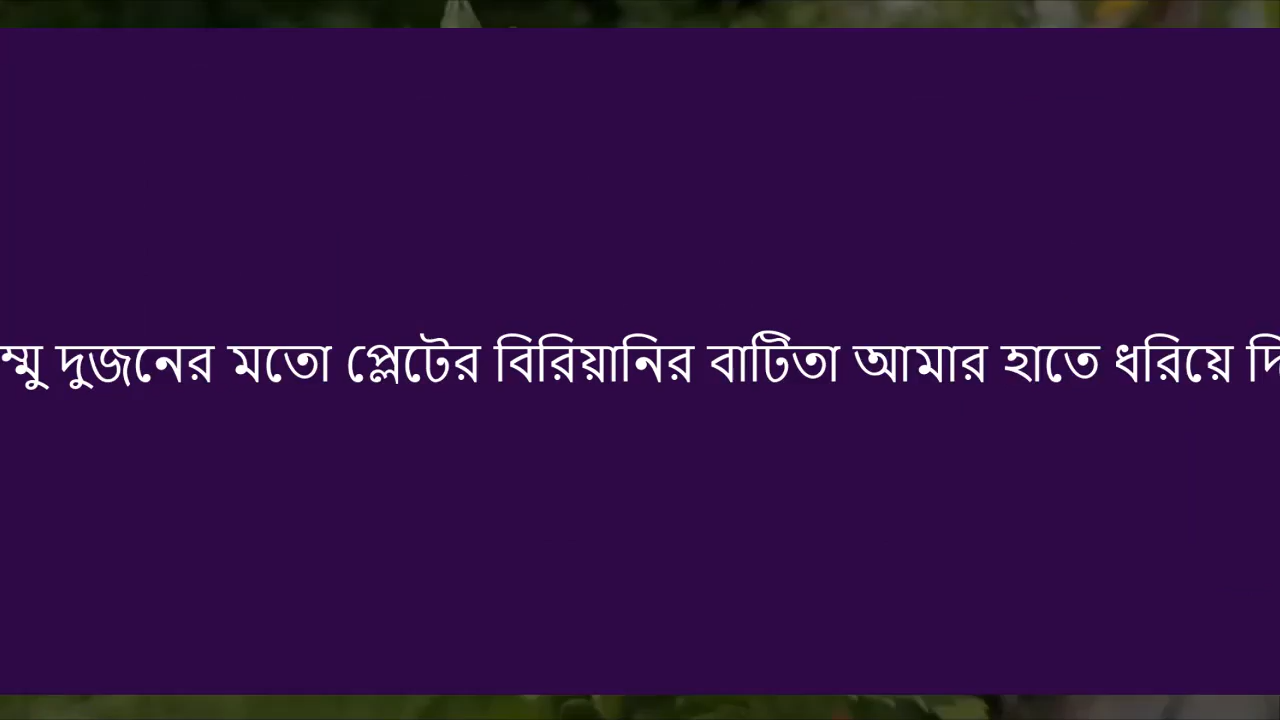 ম্মু দুজনের মতো প্লেটের বিরিয়ানির বাটিতা আমার হাতে ধরিয়ে দি